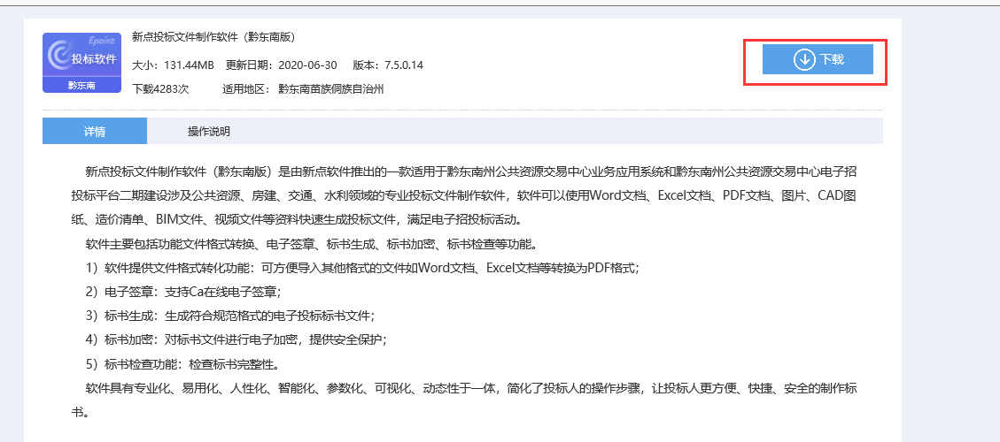 Epoint
投标软件
黔东南
新点投标文件制作软件（黔东南版）
大小：131.44MB 更新日期：2020-06-30 版本：7.5.0.14
下载4283次 适用地区： 黔东南苗族侗族自治州
下载
详情 操作说明
新点投标文件制作软件（黔东南版）是由新点软件推出的一款适用于黔东南州公共资源交易中心业务应用系统和黔东南州公共资源交易中心电子招
投标平台二期建设涉及公共资源、房建、交通、水利领域的专业投标文件制作软件，软件可以使用Word文档、Excel文档、PDF文档、图片、CAD图
纸、造价清单、BIM文件、视频文件等资料快速生成投标文件，满足电子招投标活动。
软件主要包括功能文件格式转换、电子签章、标书生成、标书加密、标书检查等功能。
1）软件提供文件格式转化功能：可方便导入其他格式的文件如Word文档、Excel文档等转换为PDF格式；
2）电子签章：支持Ca在线电子签章；
3）标书生成：生成符合规范格式的电子投标标书文件；
4）标书加密：对标书文件进行电子加密，提供安全保护；
5）标书检查功能：检查标书完整性。
软件具有专业化、易用化、人性化、智能化、参数化、可视化、动态性于一体，简化了投标人的操作步骤，让投标人更方便、快捷、安全的制作标
书。